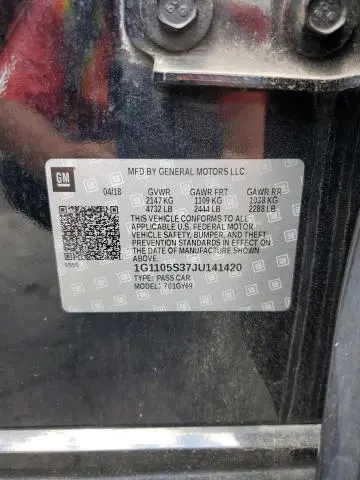 GM
MFD BY GENERAL MOTORS LLC
04/18 GVWR GAWR FRT GAWR RR
2147 KG 1109 KG 1038 KG
4732 LB 2444 LB 2288 LB
THIS VEHICLE CONFORMS TO ALL
APPLICABLE U.S. FEDERAL MOTOR
VEHICLE SAFETY, BUMPER, AND THEFT
PREVENTION STANDARDS IN EFFECT
ON THE DATE OF MANUFACTURE
SHOWN ABOVE.
1G1105S37JU141420
TYPE: PASS CAR
MODEL: 701GY69